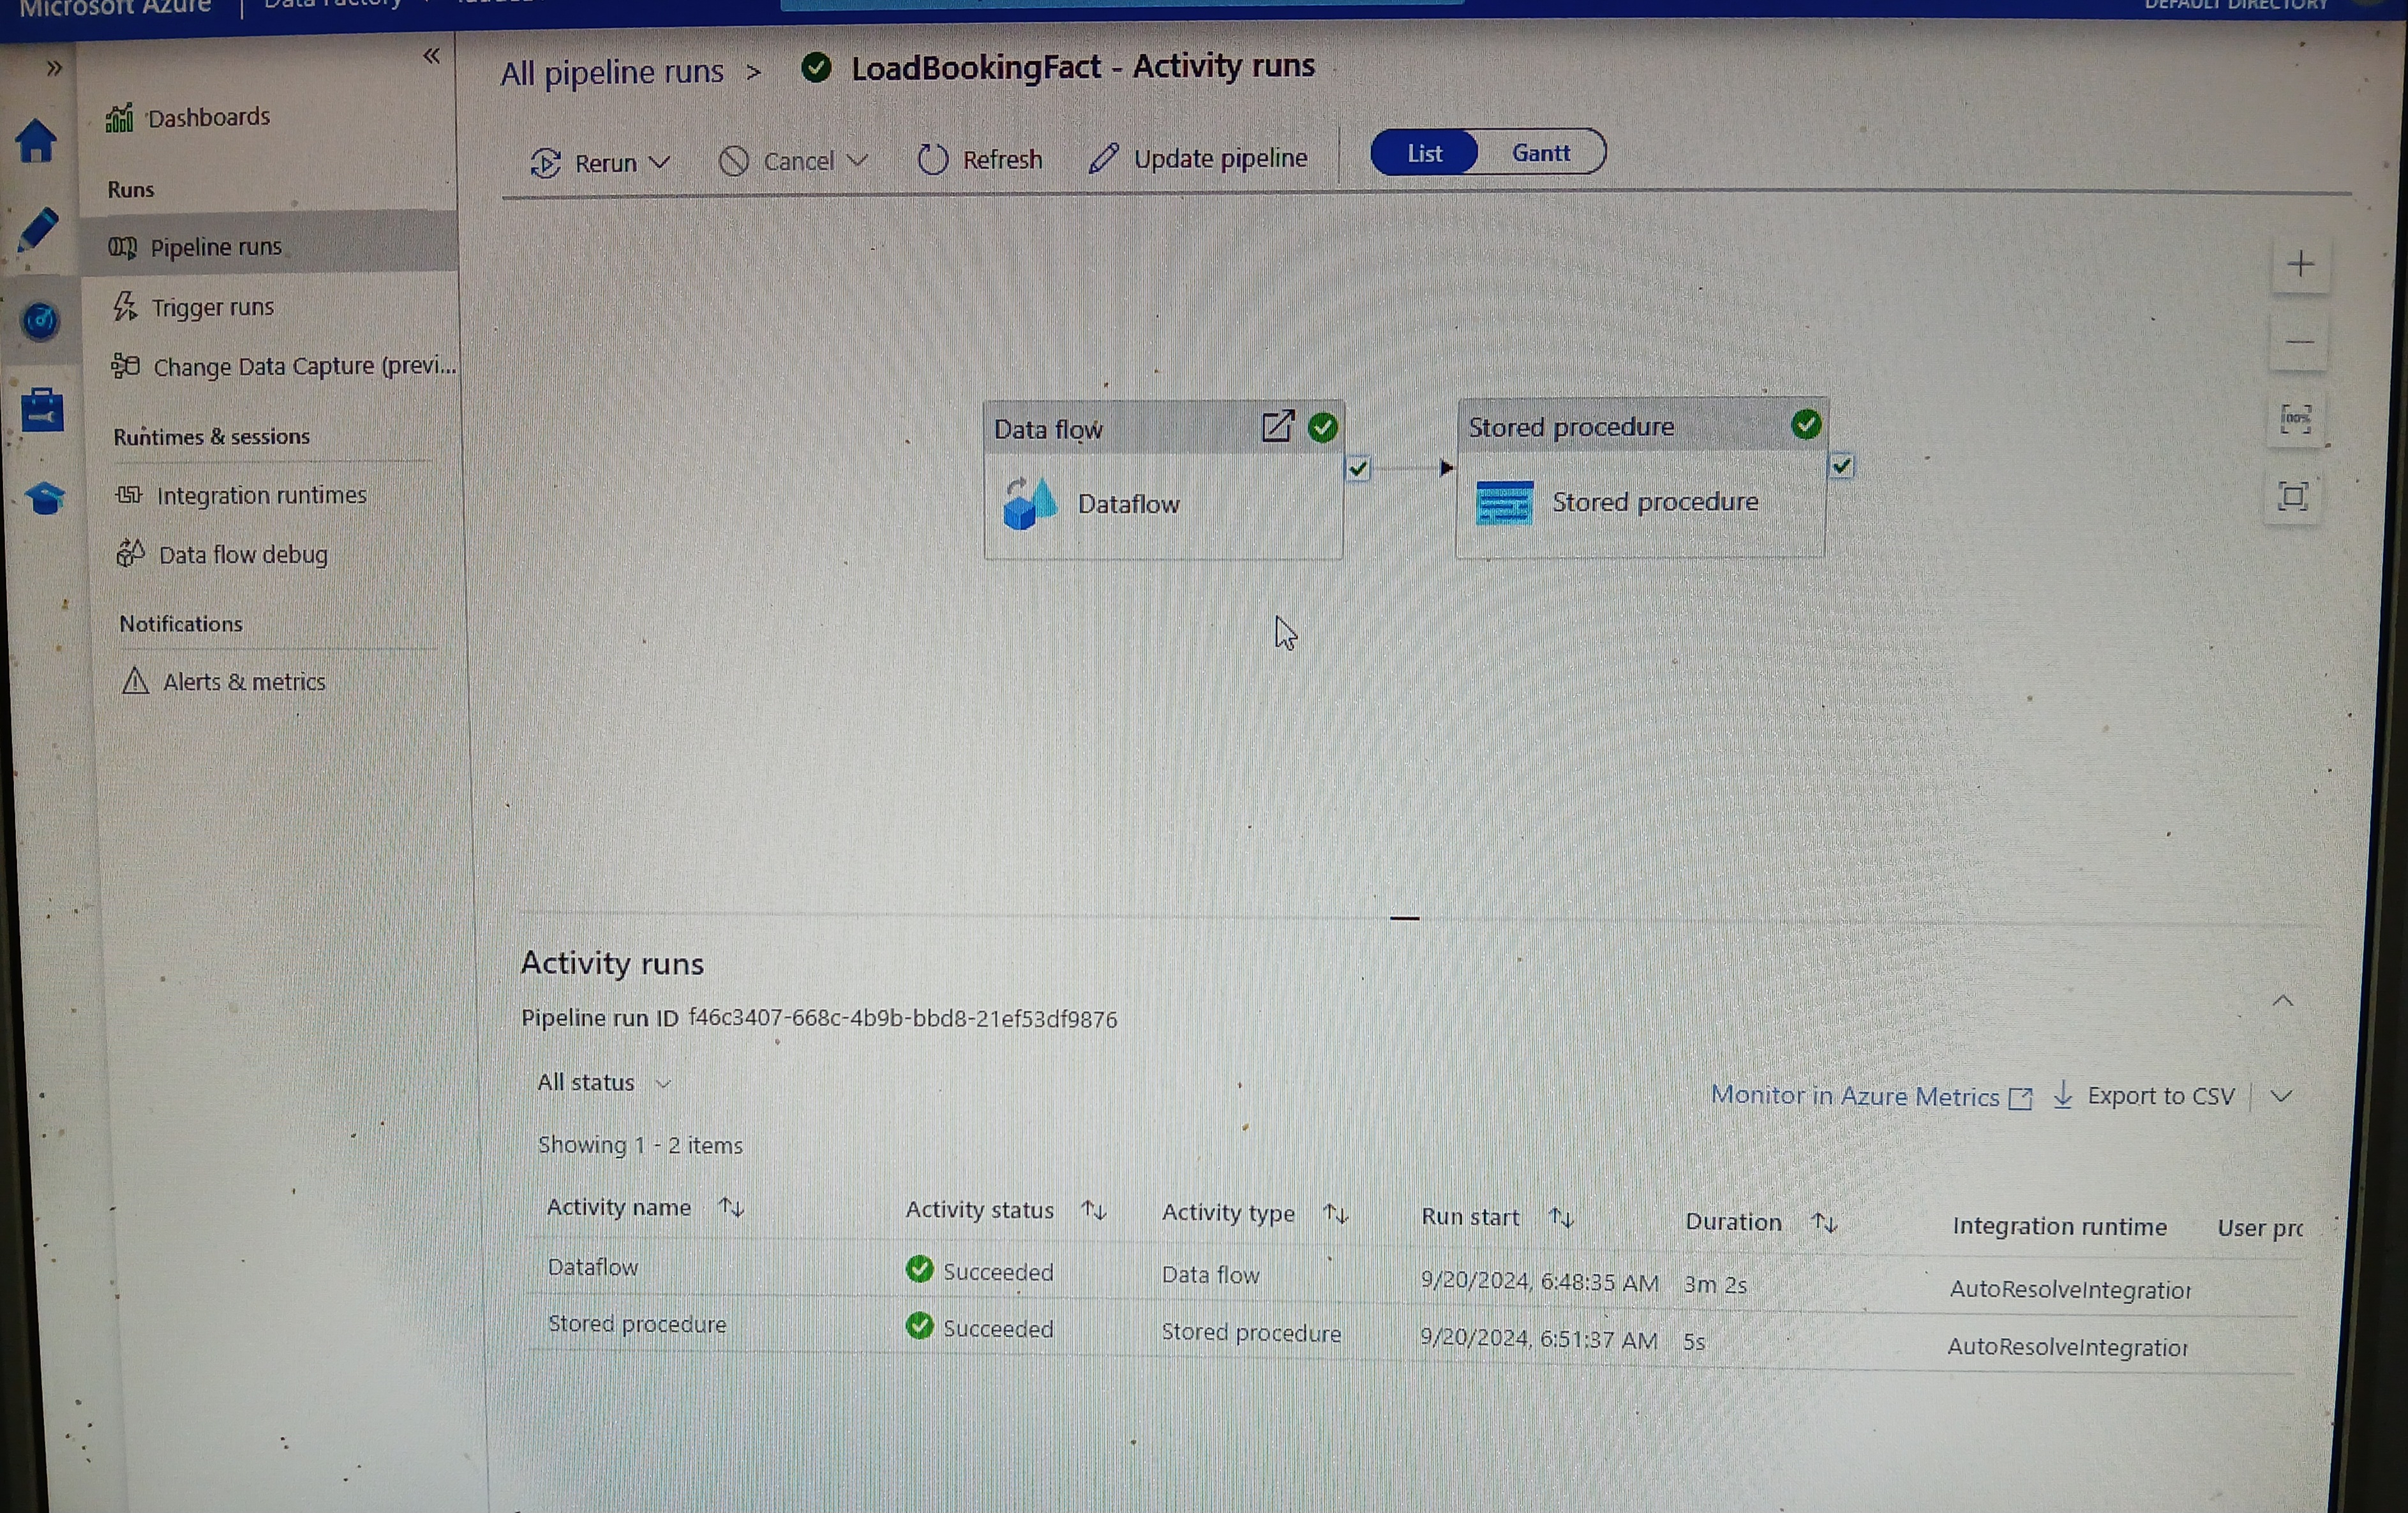 Microsoft Azure | Data Factory
DEFAULT DIRECTORY
Dashboards
Runs
Pipeline runs
Trigger runs
Change Data Capture (previ...
Runtimes & sessions
Integration runtimes
Data flow debug
Notifications
Alerts & metrics
All pipeline runs > LoadBookingFact - Activity runs
Rerun Cancel Refresh Update pipeline List Gantt
100%
Data flow
Dataflow
Stored procedure
Stored procedure
Activity runs
Pipeline run ID f46c3407-668c-4b9b-bbd8-21ef53df9876
All status
Monitor in Azure Metrics Export to CSV
Showing 1 - 2 items
Activity name Activity status Activity type Run start Duration Integration runtime User pro
Dataflow Succeeded Data flow 9/20/2024, 6:48:35 AM 3m 2s AutoResolveIntegration
Stored procedure Succeeded Stored procedure 9/20/2024, 6:51:37 AM 5s AutoResolveIntegration